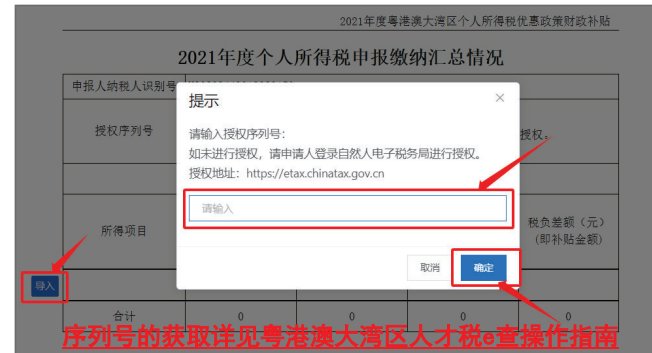 2021年度粤港澳大湾区个人所得税优惠政策财政补贴
2021年度个人所得税申报缴纳汇总情况
申报人纳税人识别号
提示
×
授权序列号
请输入授权序列号:
如未进行授权，请申请人登录自然人电子税务局进行授权。
授权。
授权地址：https://etax.chinatax.gov.cn
请输入
所得项目
税负差额（元）
（即补贴金额)
取消
确定
导入
合计 0 0 0 0
序列号的获取详见粤港澳大湾区人才税e查操作指南